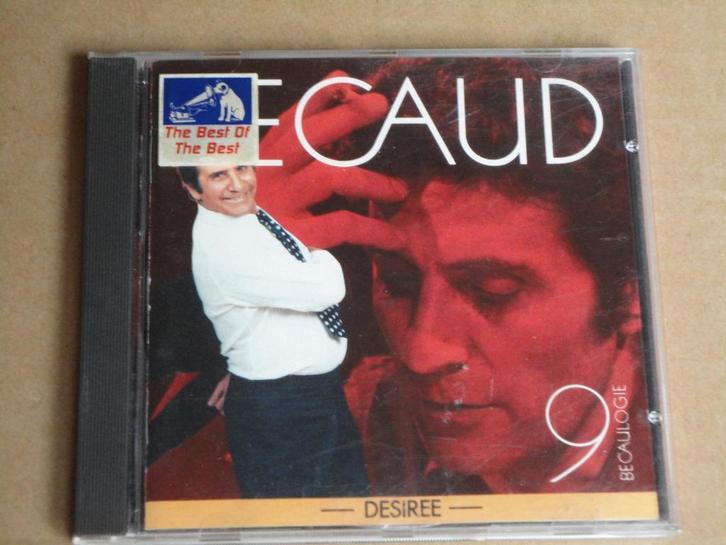 The Best Of
The Best
ECAUD
9
BECAULOGIE
— DESIREE —